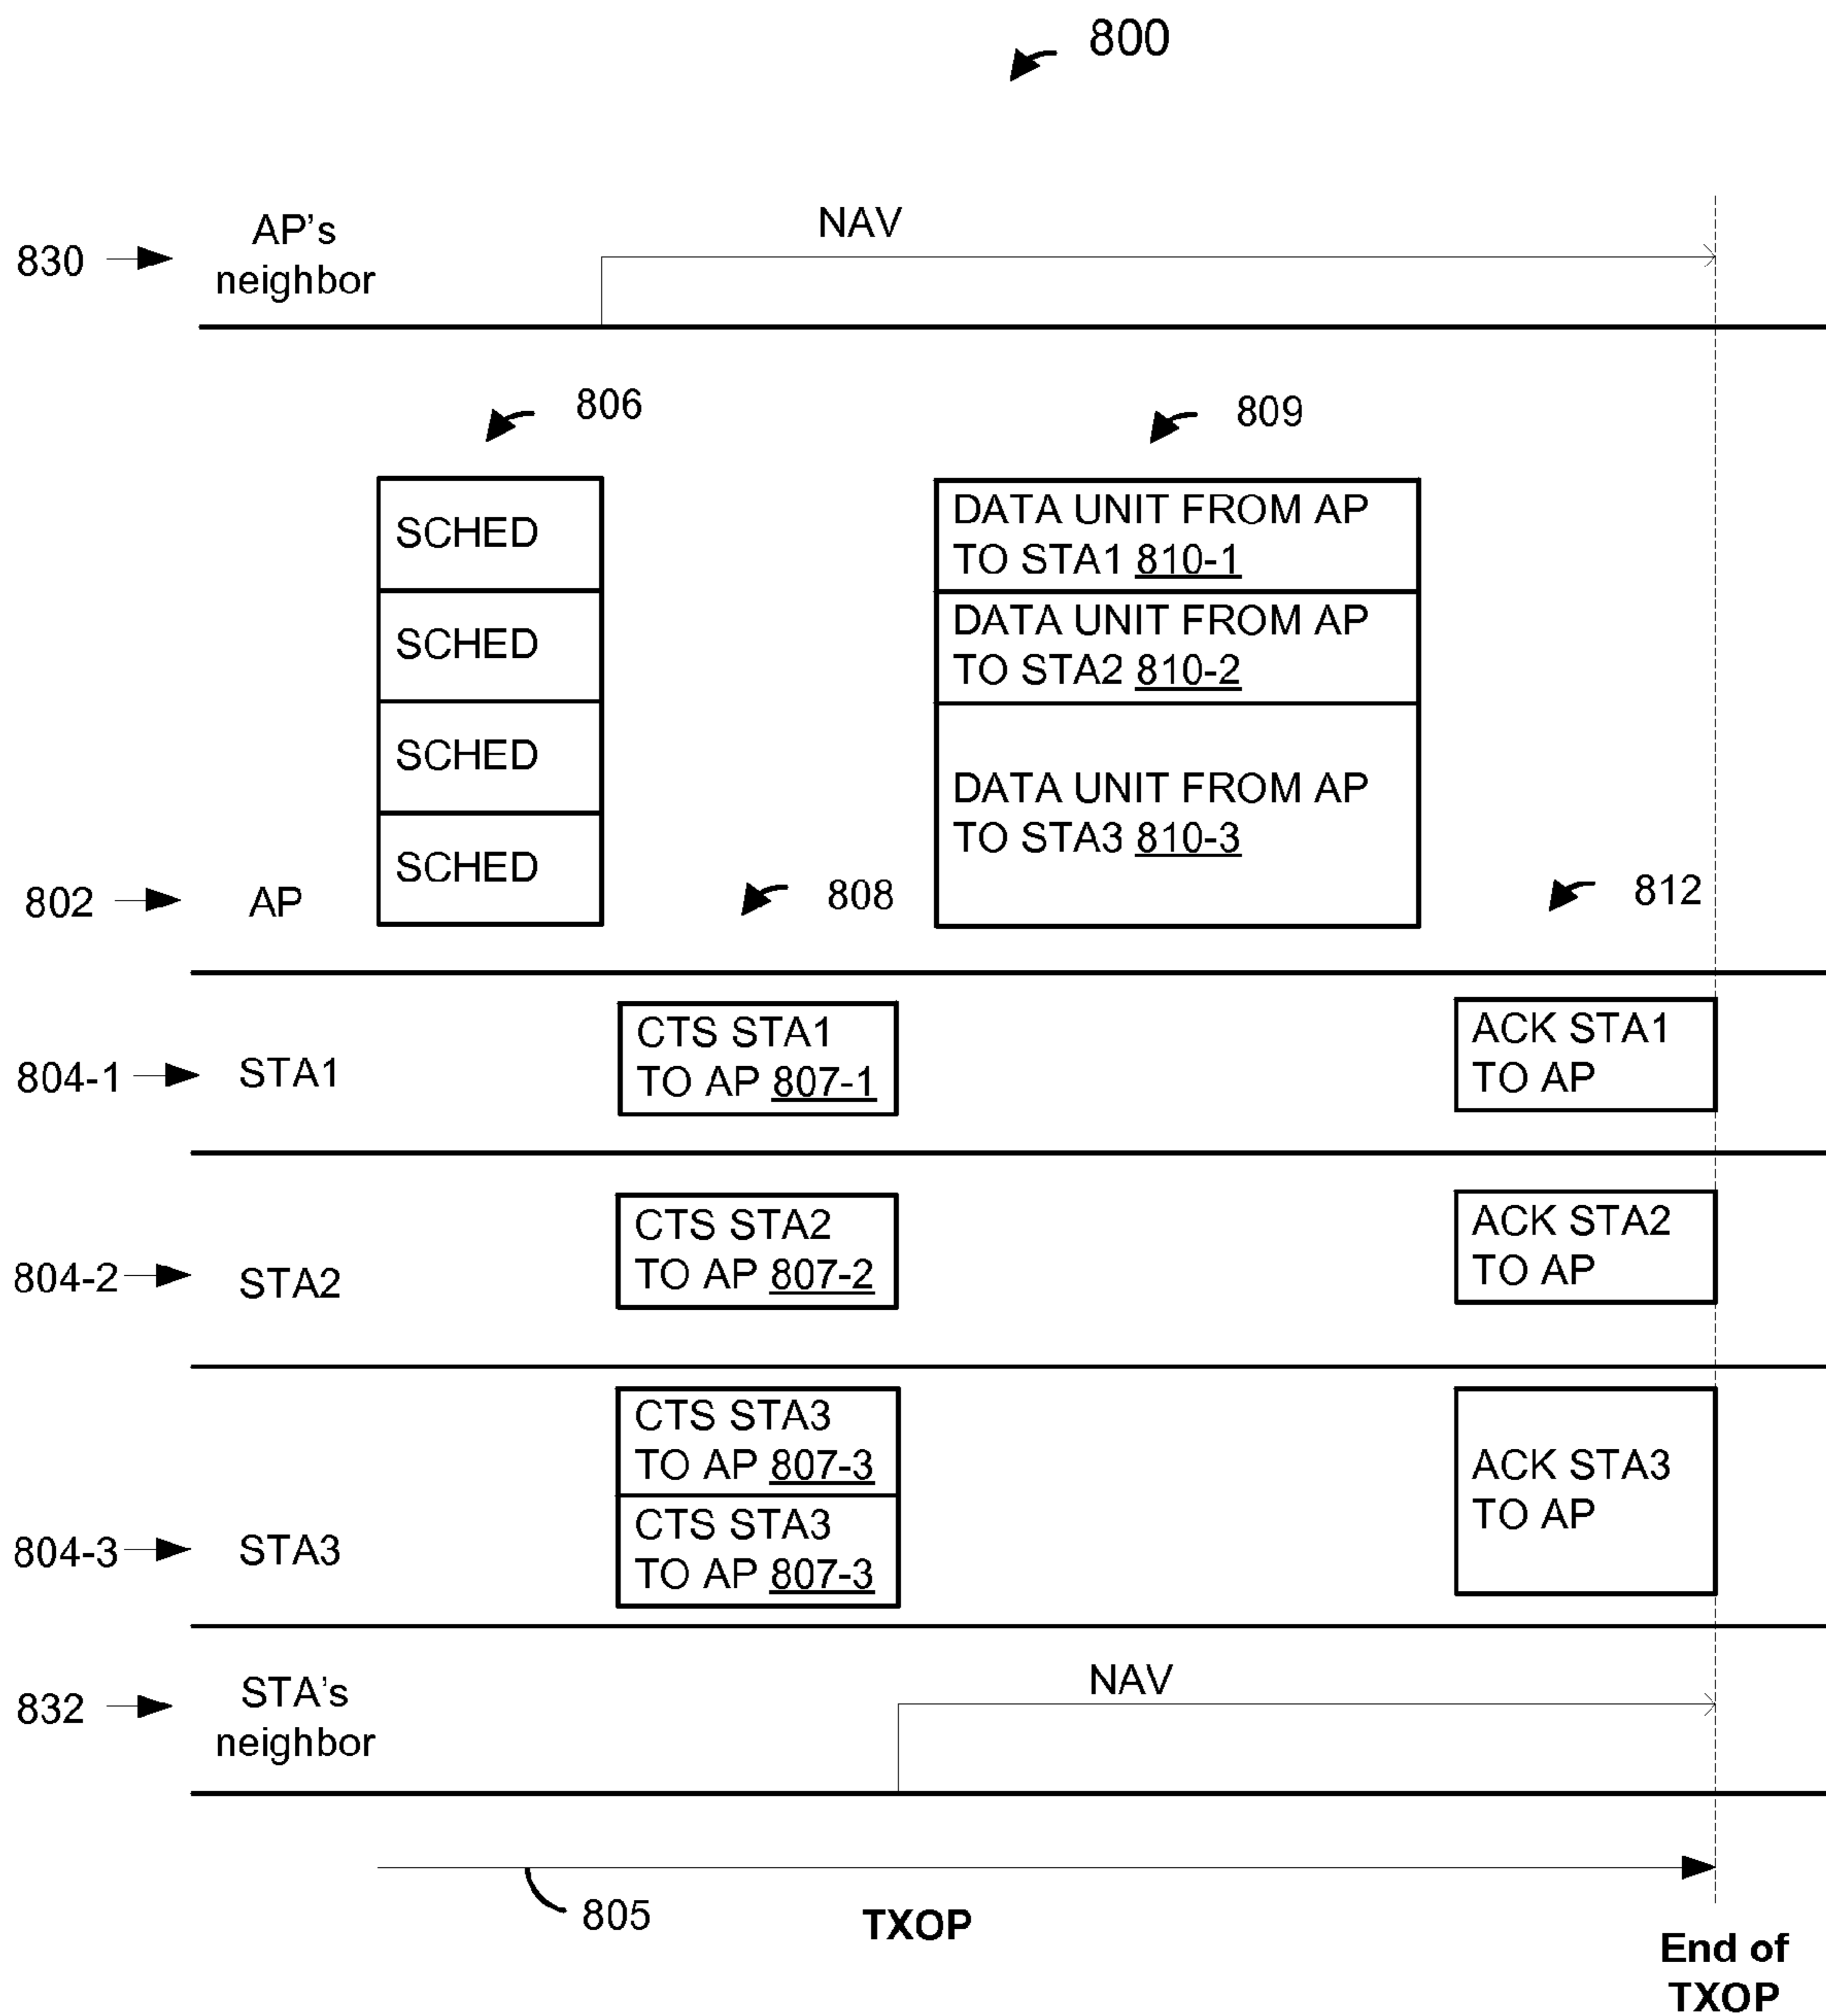 800
830
AP's
neighbor
NAV
806
809
SCHED
SCHED
SCHED
SCHED
DATA UNIT FROM AP
TO STA1 810-1
DATA UNIT FROM AP
TO STA2 810-2
DATA UNIT FROM AP
TO STA3 810-3
802
AP
808
812
804-1
STA1
CTS STA1
TO AP 807-1
ACK STA1
TO AP
804-2
STA2
CTS STA2
TO AP 807-2
ACK STA2
TO AP
804-3
STA3
CTS STA3
TO AP 807-3
CTS STA3
TO AP 807-3
ACK STA3
TO AP
832
STA's
neighbor
NAV
805
TXOP
End of
TXOP